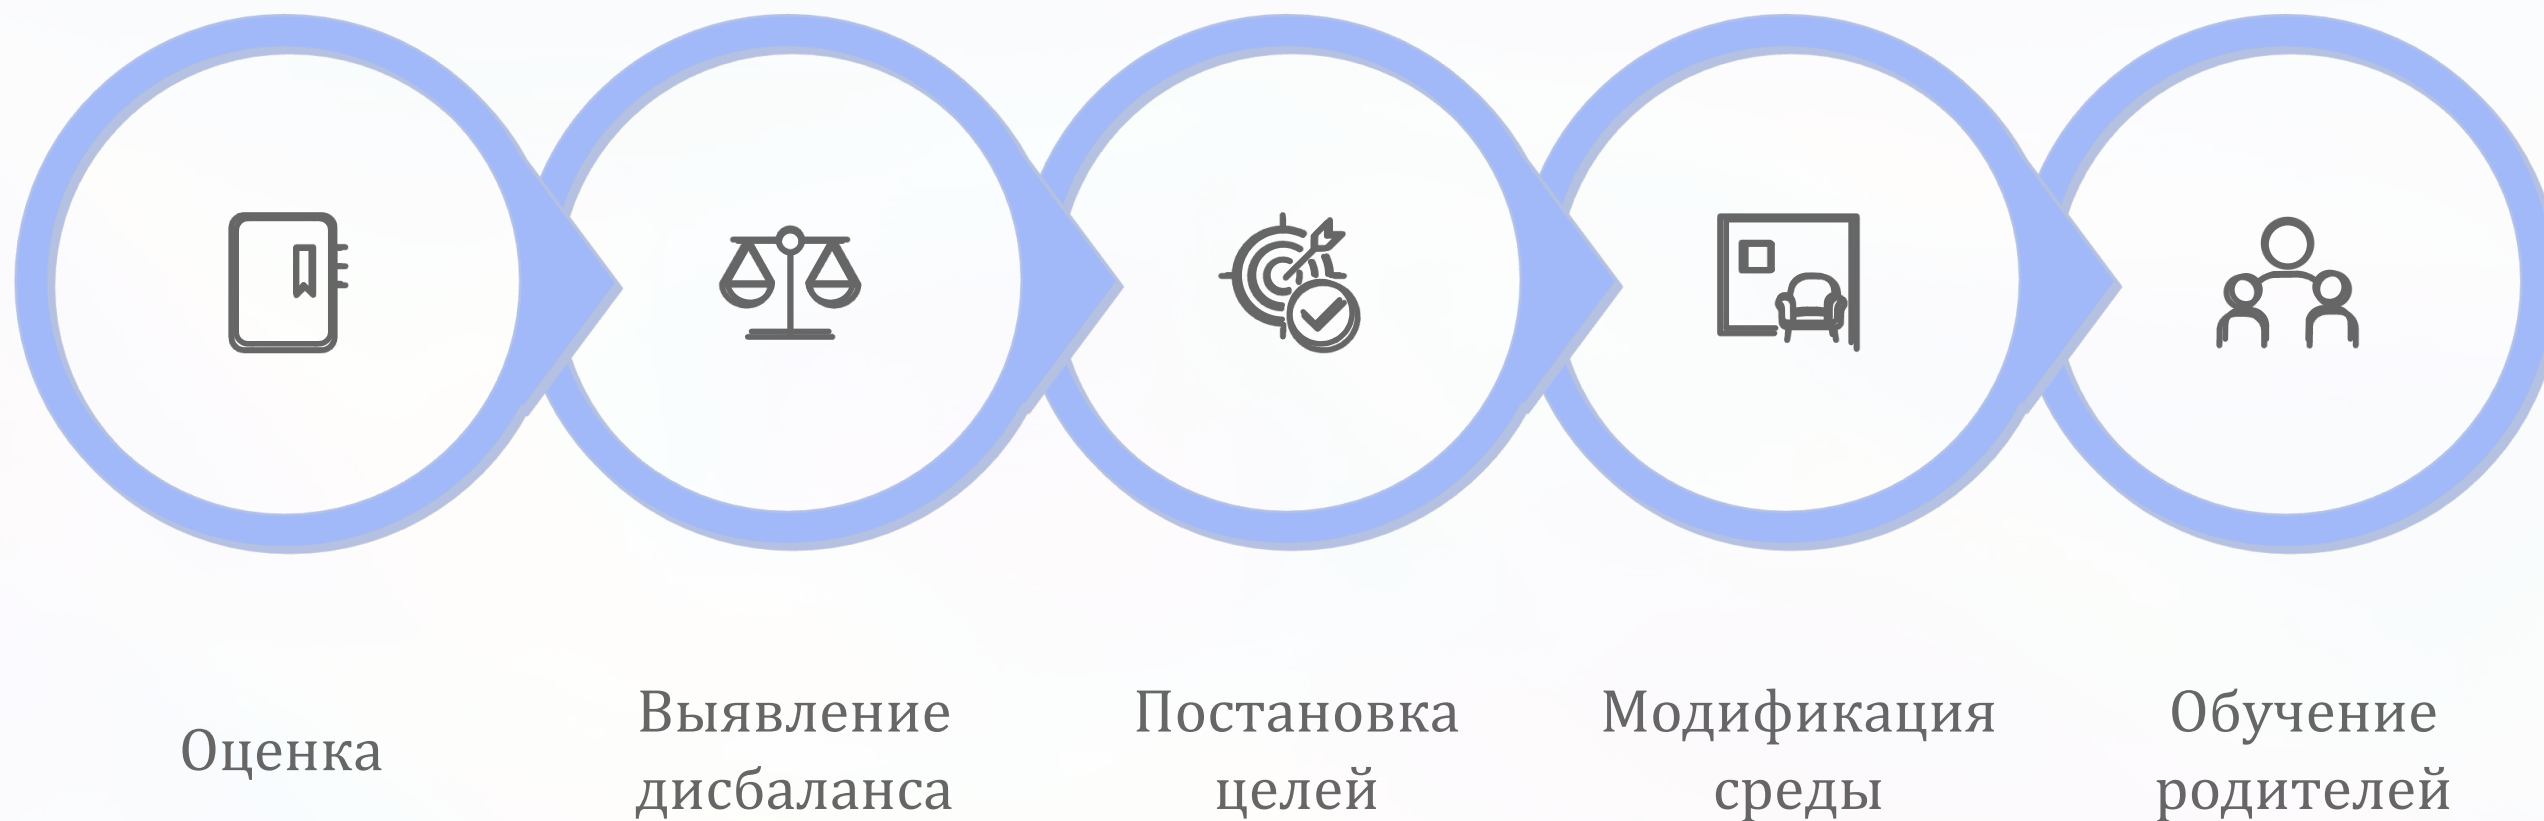 Оценка
Выявление
дисбаланса
Постановка
целей
Модификация
среды
Обучение
родителей